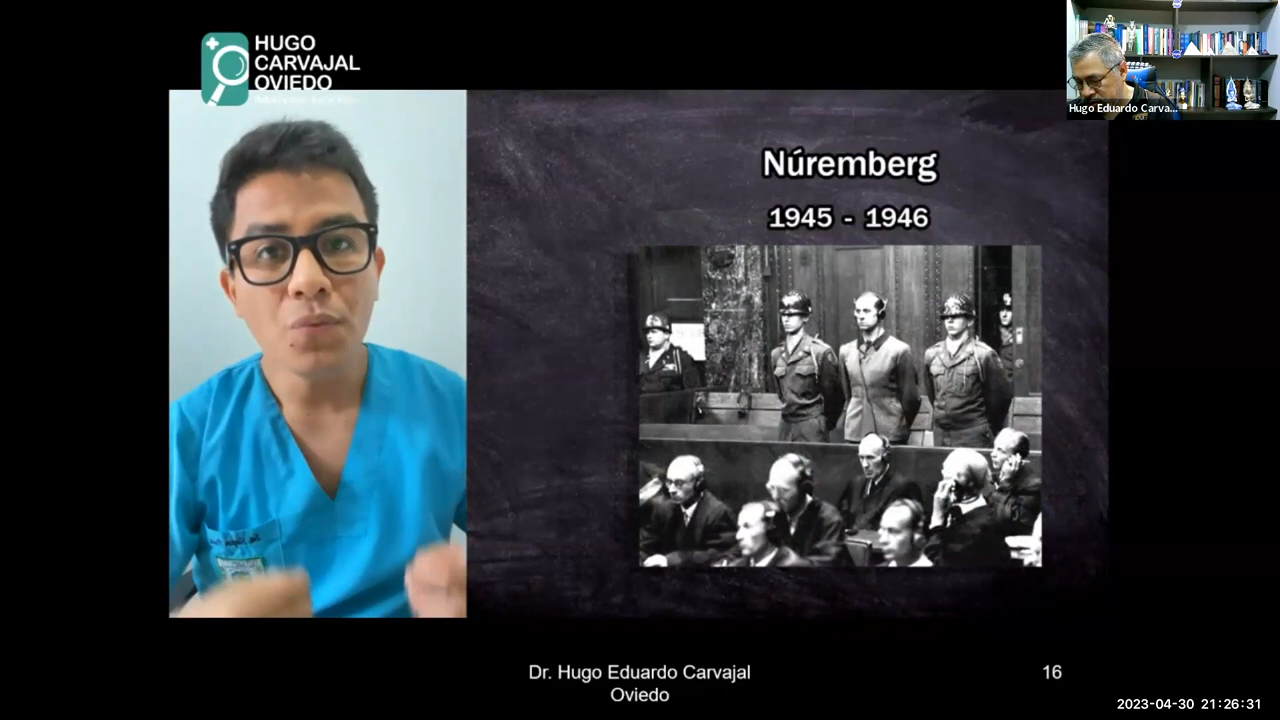 HUGO
CARVAJAL
OVIEDO
Hugo Eduardo Carva...
Núremberg
1945 - 1946
Dr. Hugo Eduardo Carvajal
Oviedo
16
2023-04-30 21:26:31